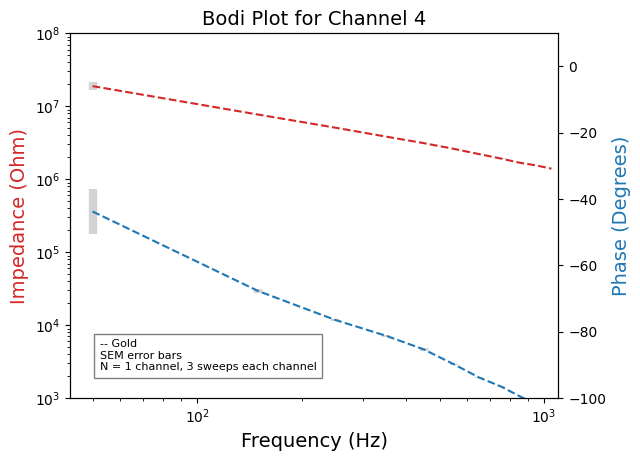 Bodi Plot for Channel 4
10^8
10^7
10^6
10^5
10^4
10^3
Impedance (Ohm)
0
−20
−40
−60
−80
−100
Phase (Degrees)
-- Gold
SEM error bars
N = 1 channel, 3 sweeps each channel
10^2
10^3
Frequency (Hz)